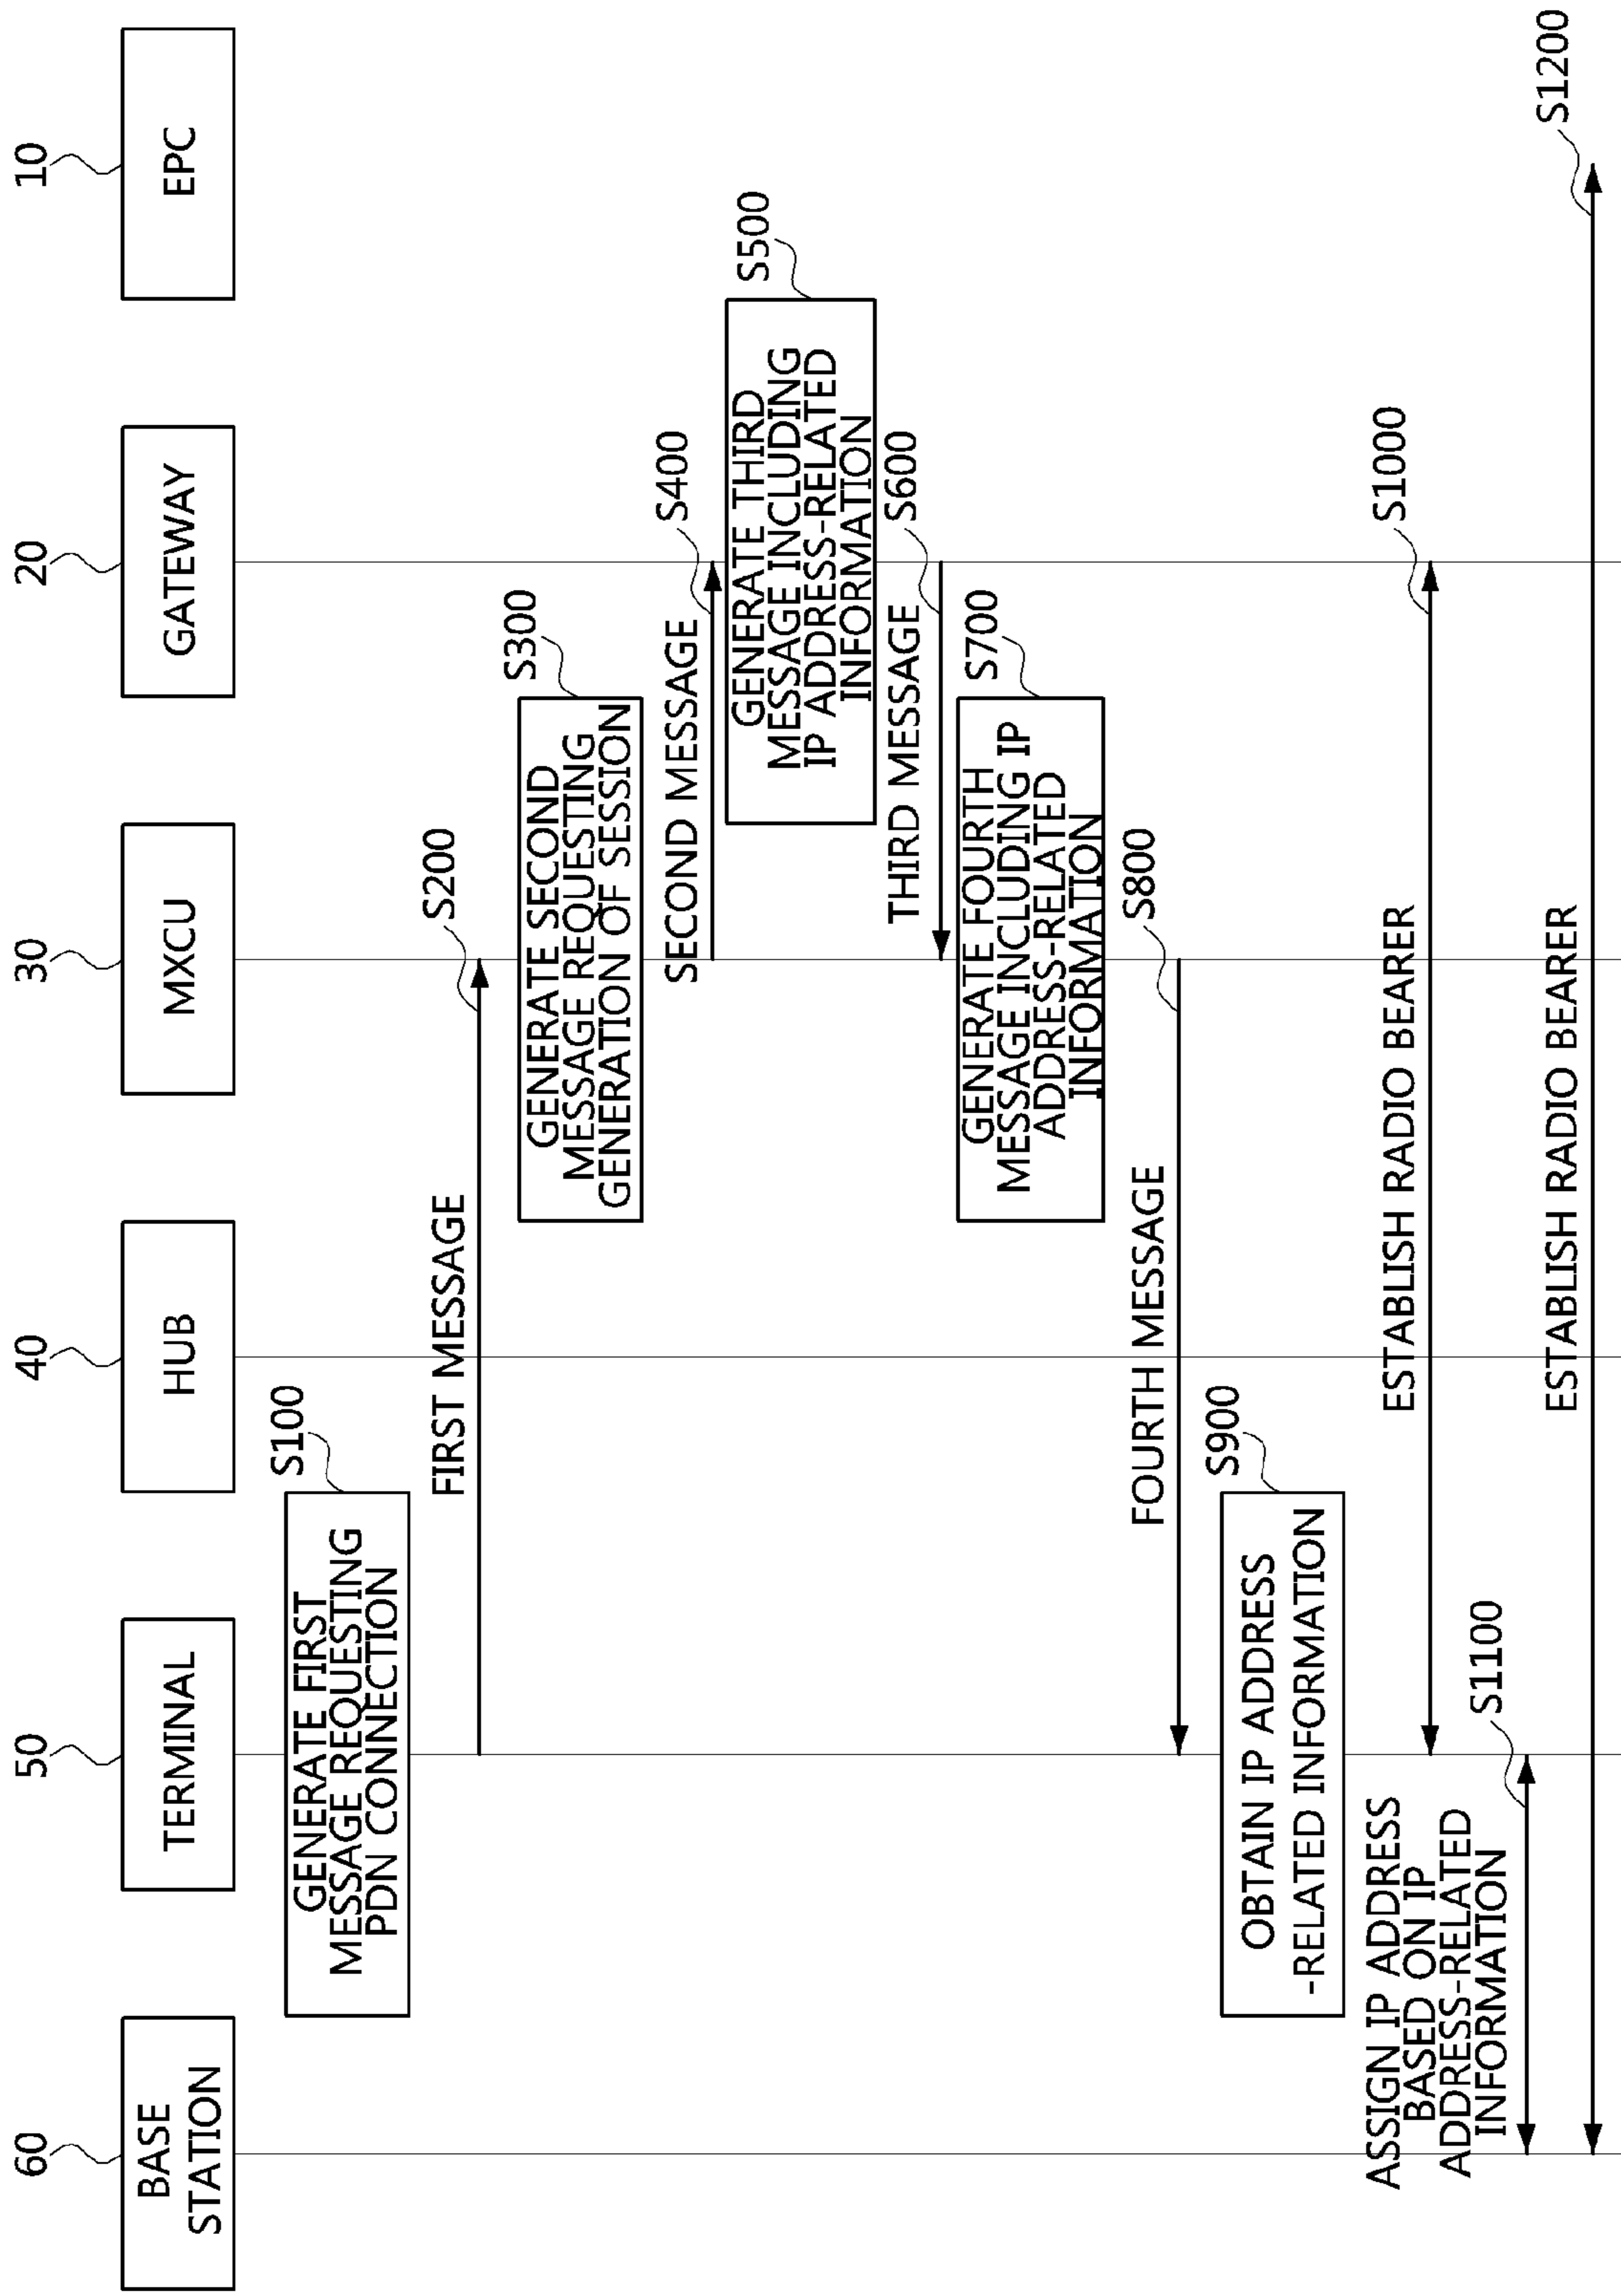 60
50
40
30
20
10
BASE
STATION
TERMINAL
HUB
MXCU
GATEWAY
EPC
S100
GENERATE FIRST
MESSAGE REQUESTING
PDN CONNECTION
FIRST MESSAGE
S200
S300
GENERATE SECOND
MESSAGE REQUESTING
GENERATION OF SESSION
SECOND MESSAGE
S400
S500
GENERATE THIRD
MESSAGE INCLUDING
IP ADDRESS-RELATED
INFORMATION
THIRD MESSAGE
S600
S700
GENERATE FOURTH
MESSAGE INCLUDING IP
ADDRESS-RELATED
INFORMATION
FOURTH MESSAGE
S800
S900
OBTAIN IP ADDRESS
-RELATED INFORMATION
ESTABLISH RADIO BEARER
S1000
ASSIGN IP ADDRESS
BASED ON IP
ADDRESS-RELATED
INFORMATION
S1100
ESTABLISH RADIO BEARER
S1200